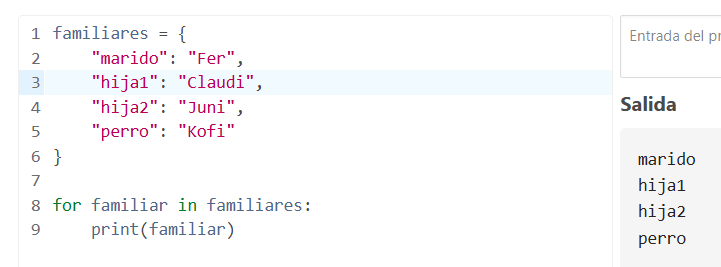 1 familiares = {
2 "marido": "Fer",
3 "hija1": "Claudi",
4 "hija2": "Juni",
5 "perro": "Kofi"
6 }
7
8 for familiar in familiares:
9 print(familiar)
Entrada del pr
Salida
marido
hija1
hija2
perro